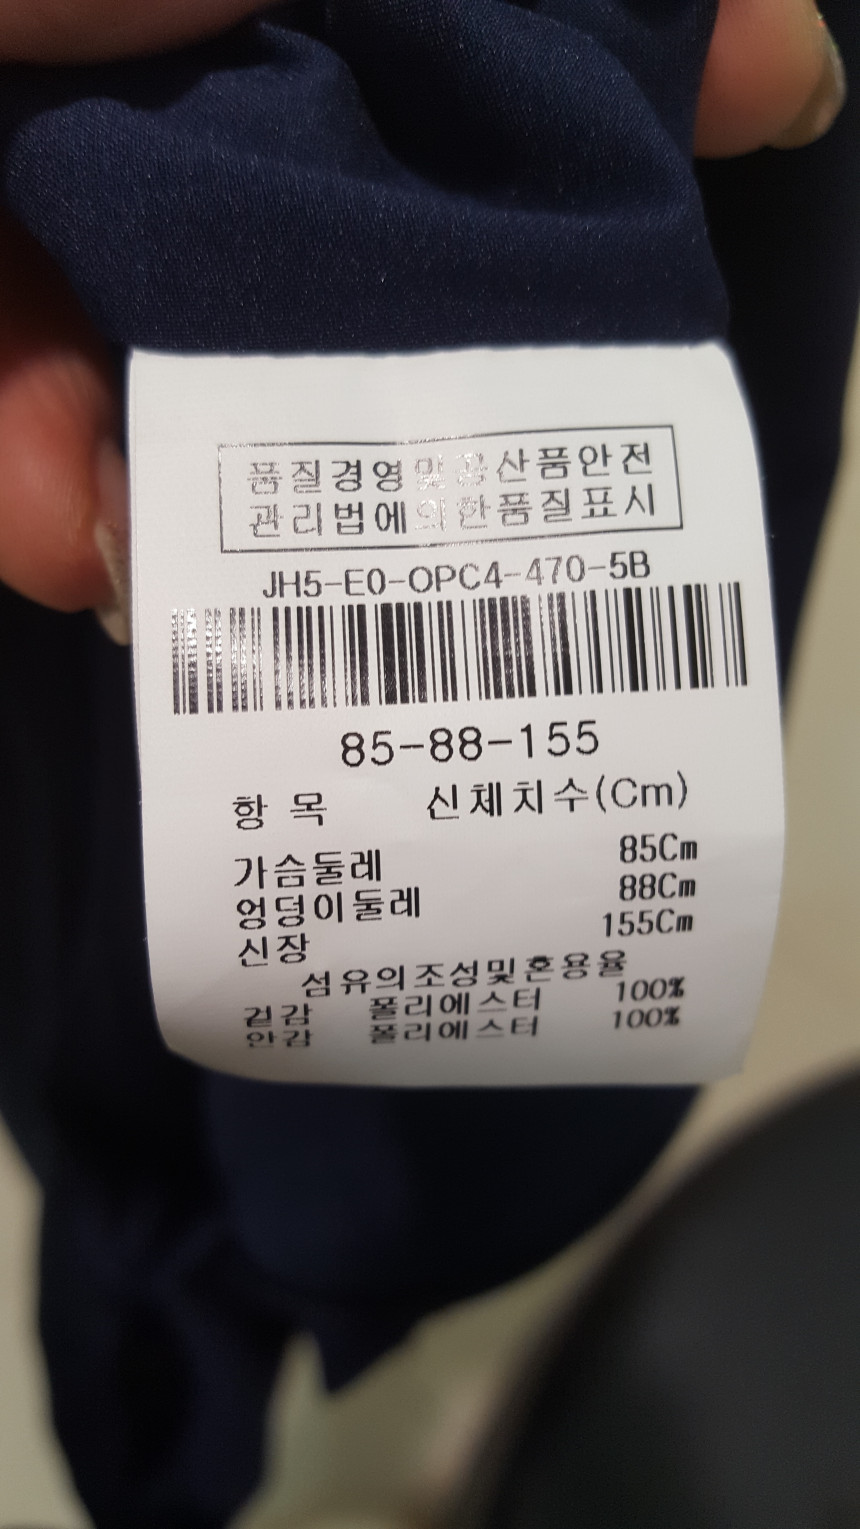 품질경영및공산품안전
관리법에의한품질표시
JH5-E0-OPC4-470-5B
85-88-155
항 목 신체치수(Cm)
가슴둘레 85Cm
엉덩이둘레 88Cm
신장 155Cm
섬유의조성및혼용율
겉감 폴리에스터 100%
안감 폴리에스터 100%